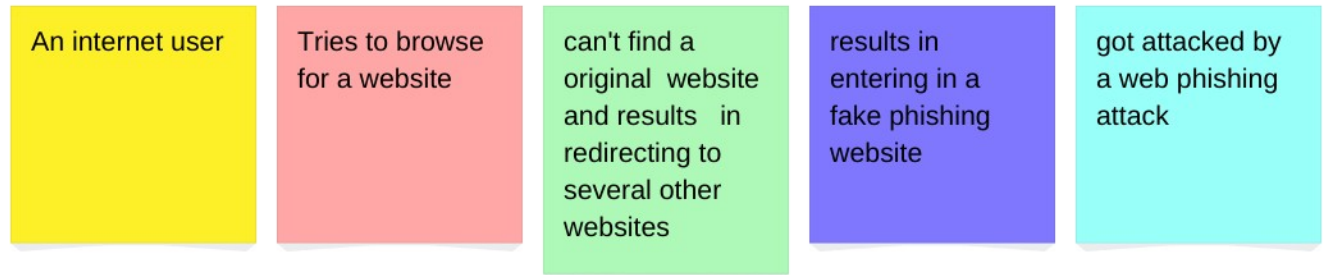 An internet user
Tries to browse
for a website
can't find a
original  website
and results   in
redirecting to
several other
websites
results in
entering in a
fake phishing
website
got attacked by
a web phishing
attack